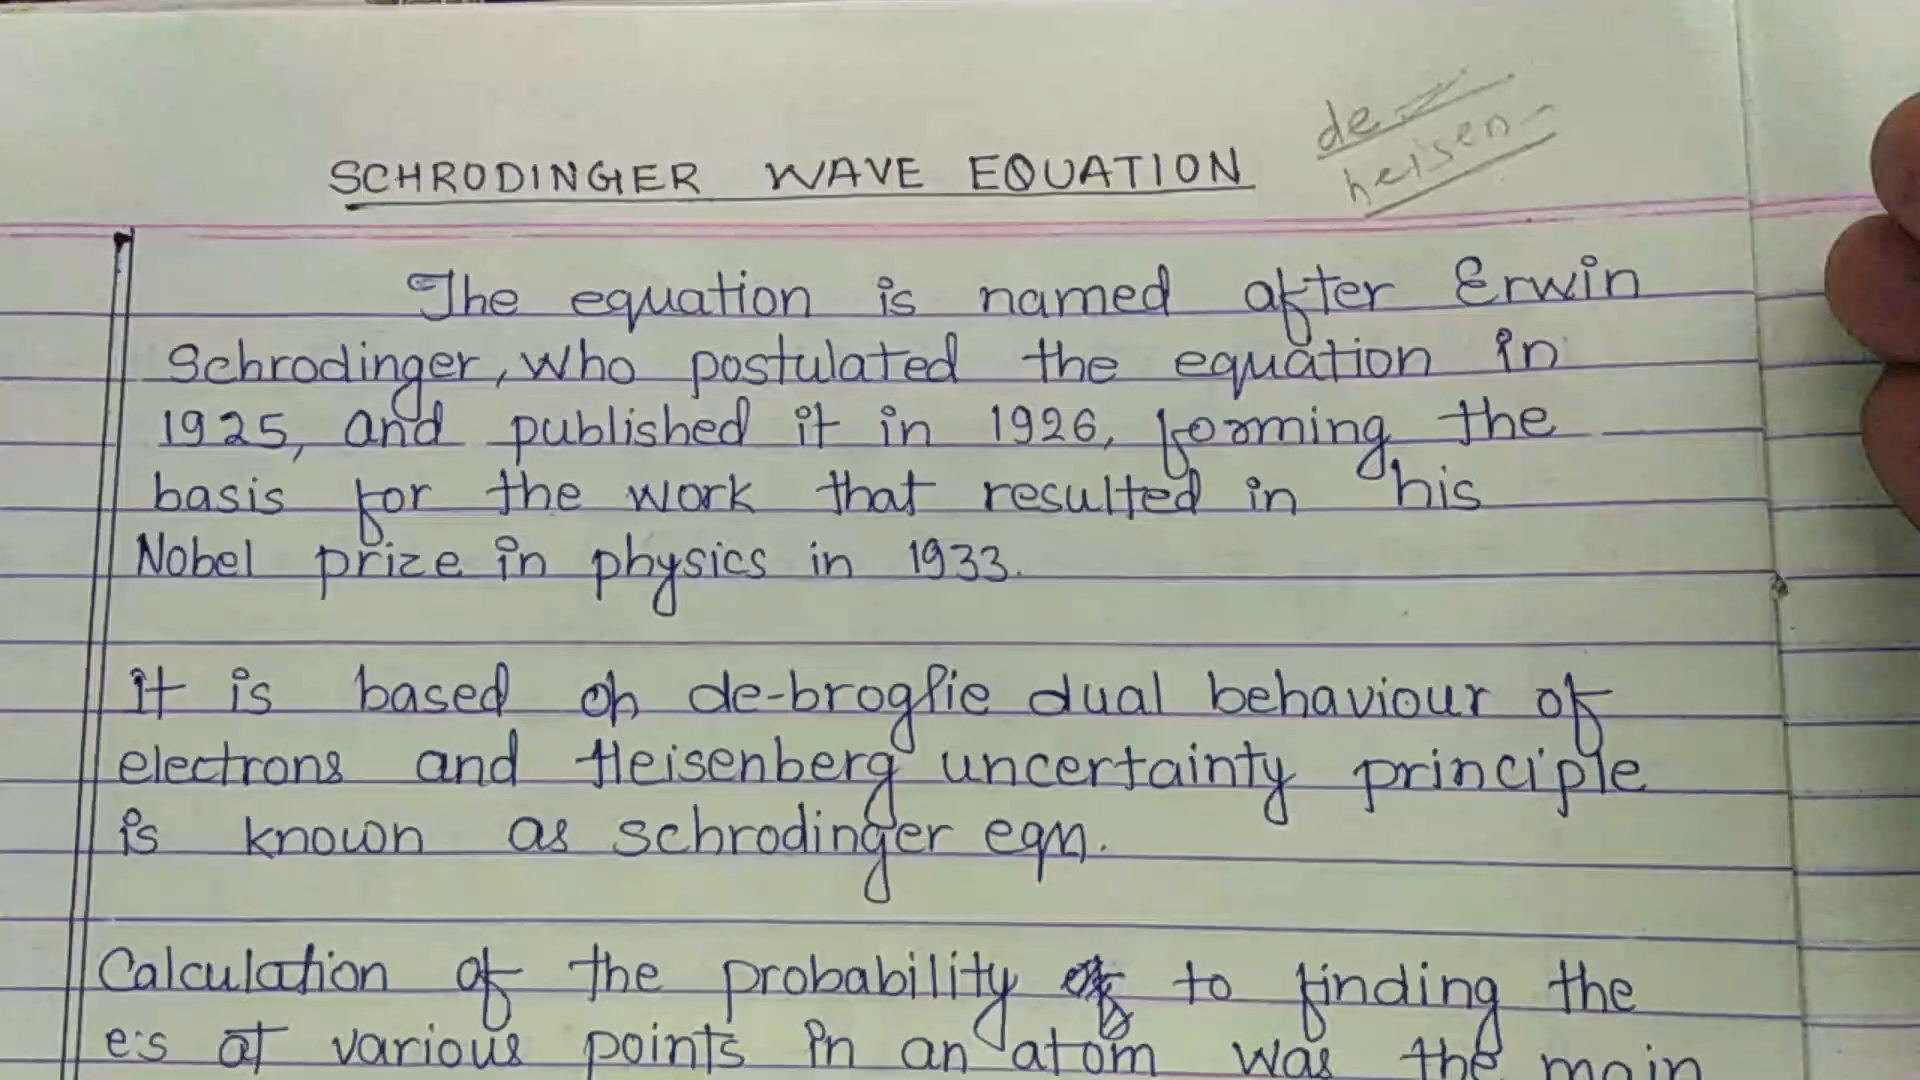 de-
heisen-
SCHRODINGER WAVE EQUATION
The equation is named after Erwin
Schrodinger, who postulated the equation in
1925, and published it in 1926, forming the
basis for the work that resulted in his
Nobel prize in physics in 1933.
it is based on de-broglie dual behaviour of
electrons and Heisenberg uncertainty principle
is known as schrodinger eqn.
Calculation of the probability to finding the
e's at various points in an atom was the main